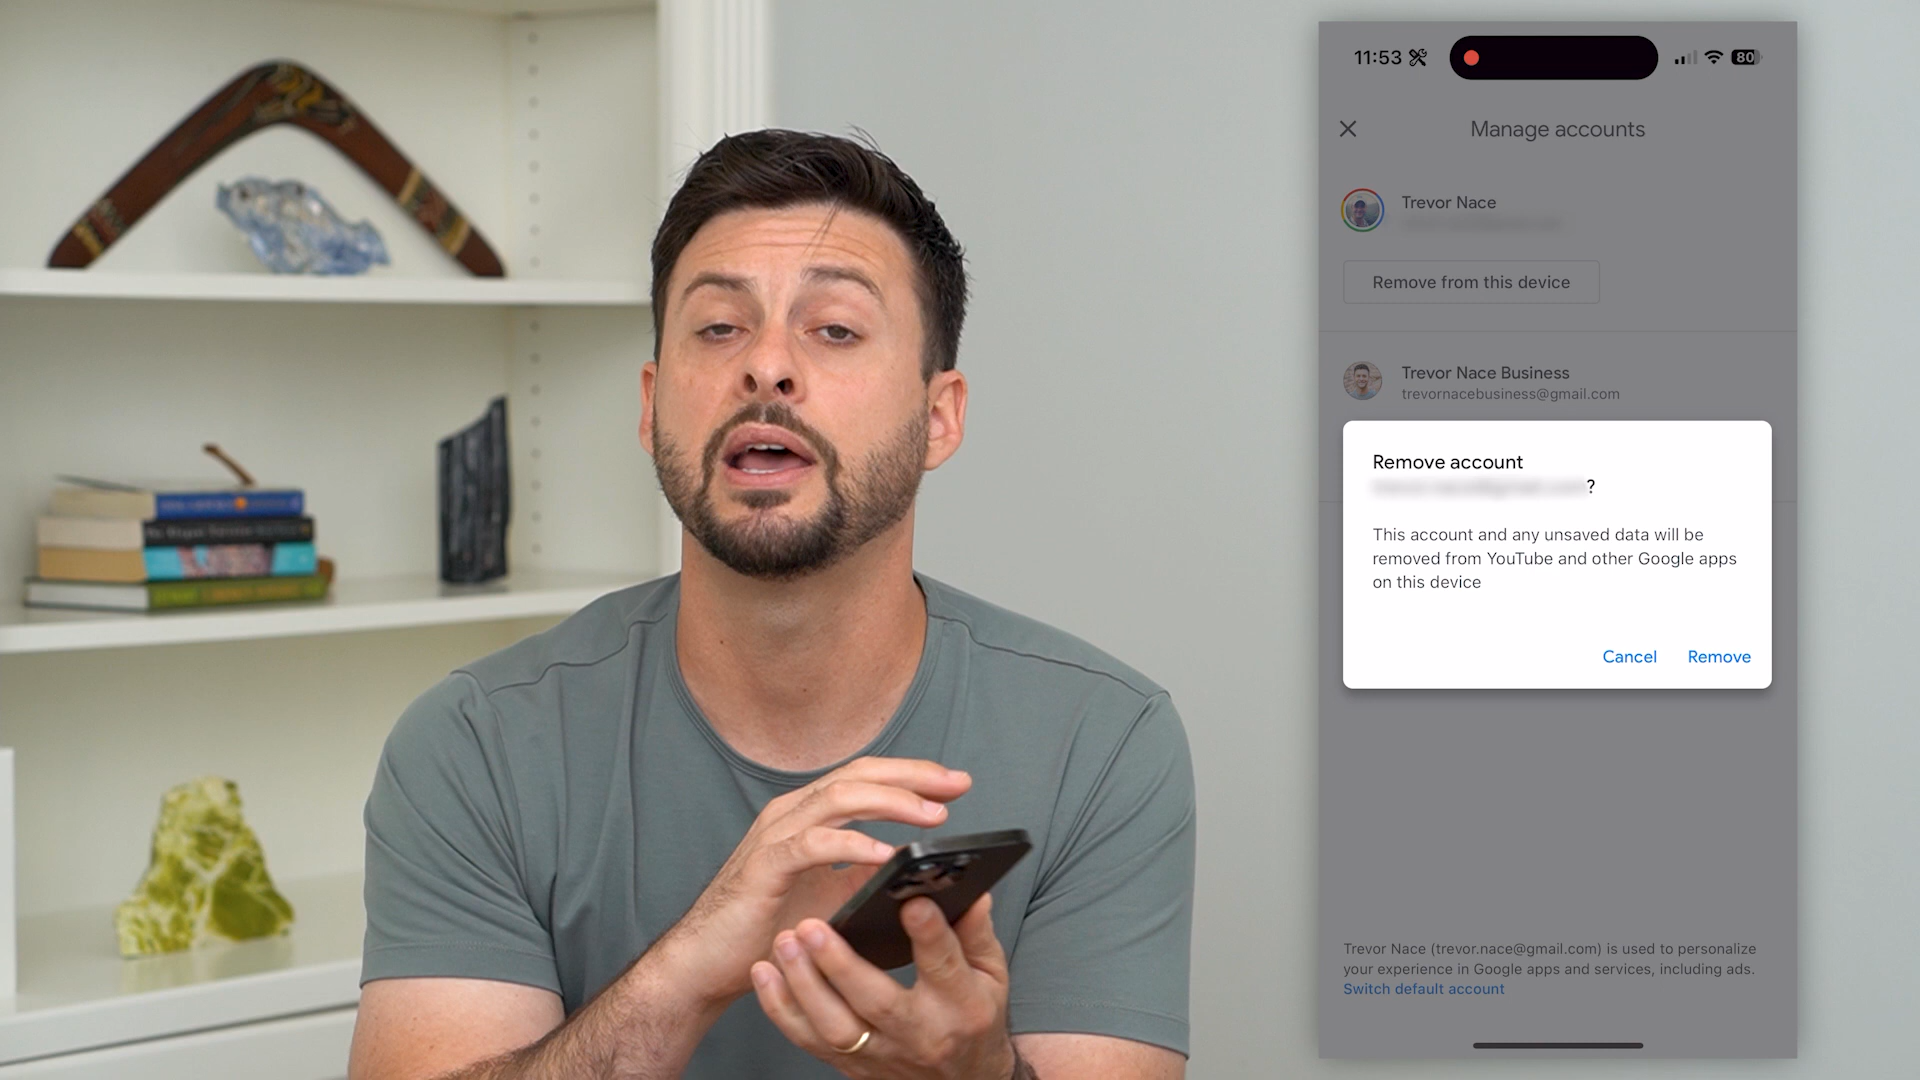 11:53
80
Manage accounts
Trevor Nace
Remove from this device
Trevor Nace Business
trevornacebusiness@gmail.com
Remove account
?
This account and any unsaved data will be
removed from YouTube and other Google apps
on this device
Cancel Remove
Trevor Nace (trevor.nace@gmail.com) is used to personalize
your experience in Google apps and services, including ads.
Switch default account